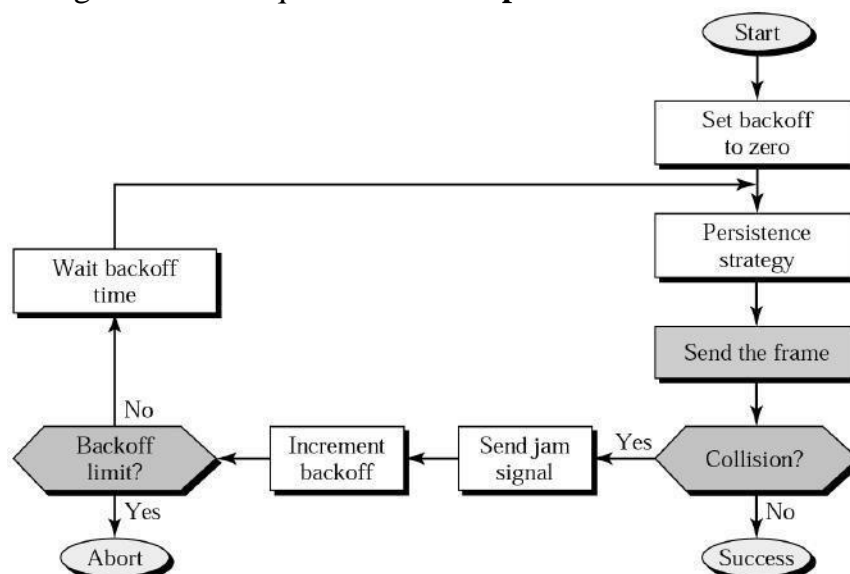 Start
Set backoff
to zero
Persistence
strategy
Wait backoff
time
Send the frame
No
Backoff
limit?
Increment
backoff
Send jam
signal
Yes
Collision?
Yes
No
Abort
Success